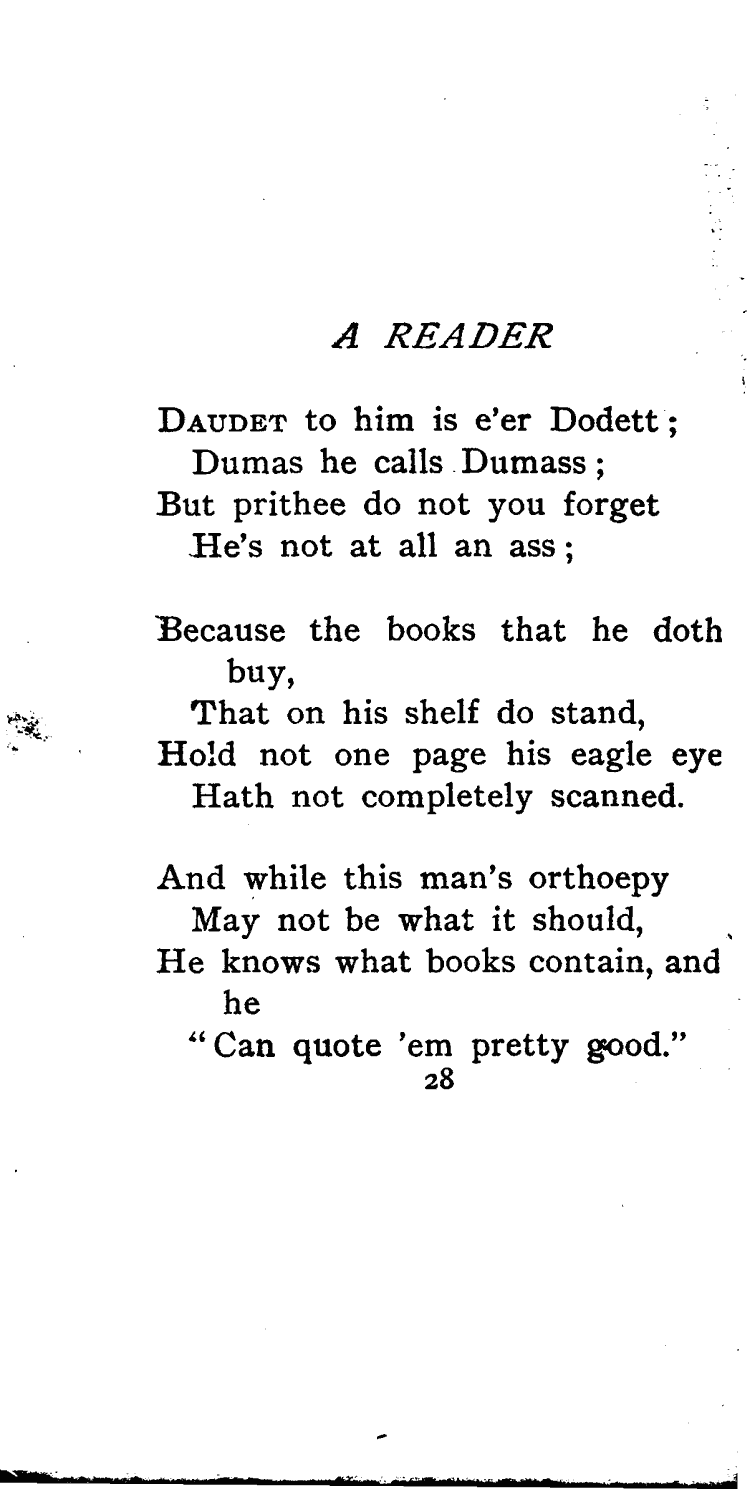 A READER
DAUDET to him is e'er Dodett;
Dumas he calls Dumass;
But prithee do not you forget
He's not at all an ass;
Because the books that he doth
buy,
That on his shelf do stand,
Hold not one page his eagle eye
Hath not completely scanned.
And while this man's orthoepy
May not be what it should,
He knows what books contain, and
he
"Can quote 'em pretty good."
28